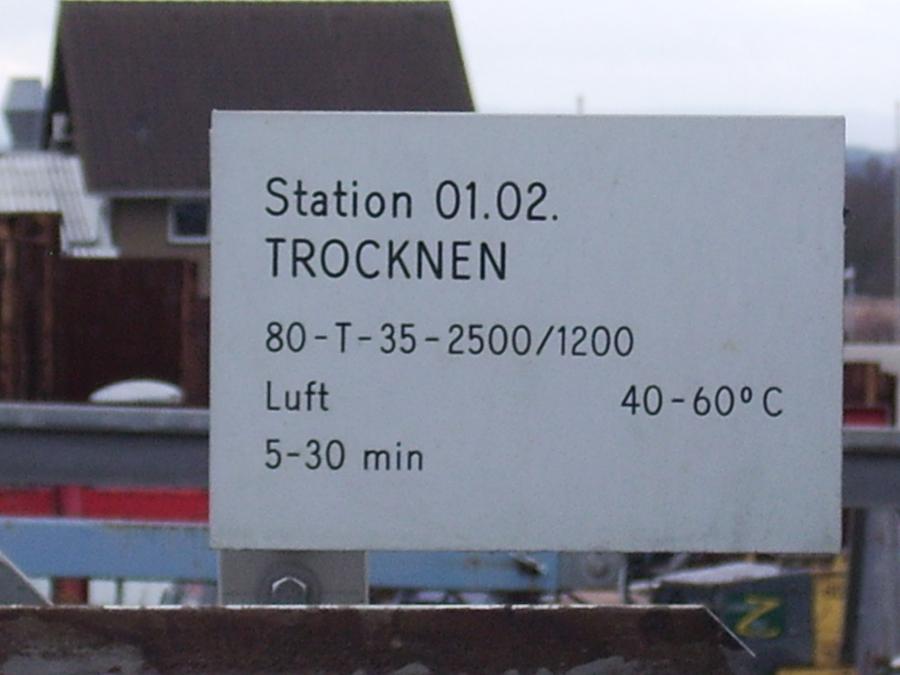 Station 01.02.
TROCKNEN
80-T-35-2500/1200
Luft 40-60°C
5-30 min